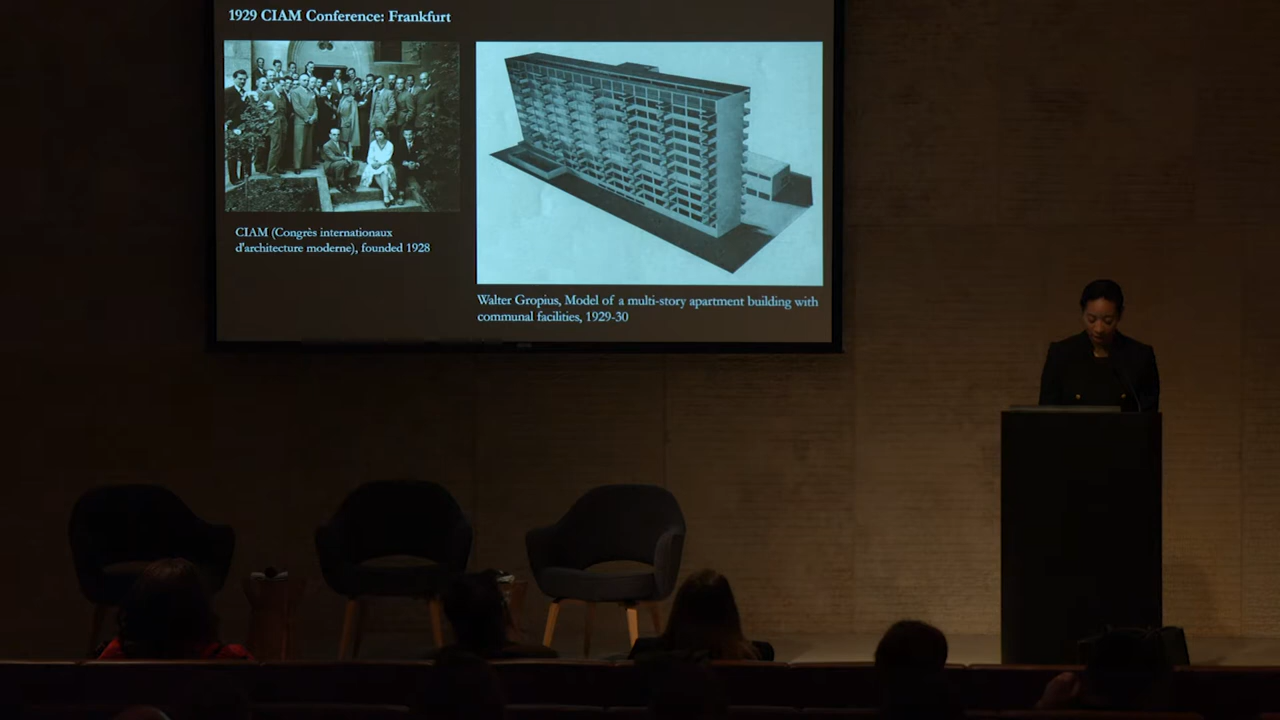 1929 CIAM Conference: Frankfurt
CIAM (Congrès internationaux
d'architecture moderne), founded 1928
Walter Gropius, Model of a multi-story apartment building with
communal facilities, 1929-30